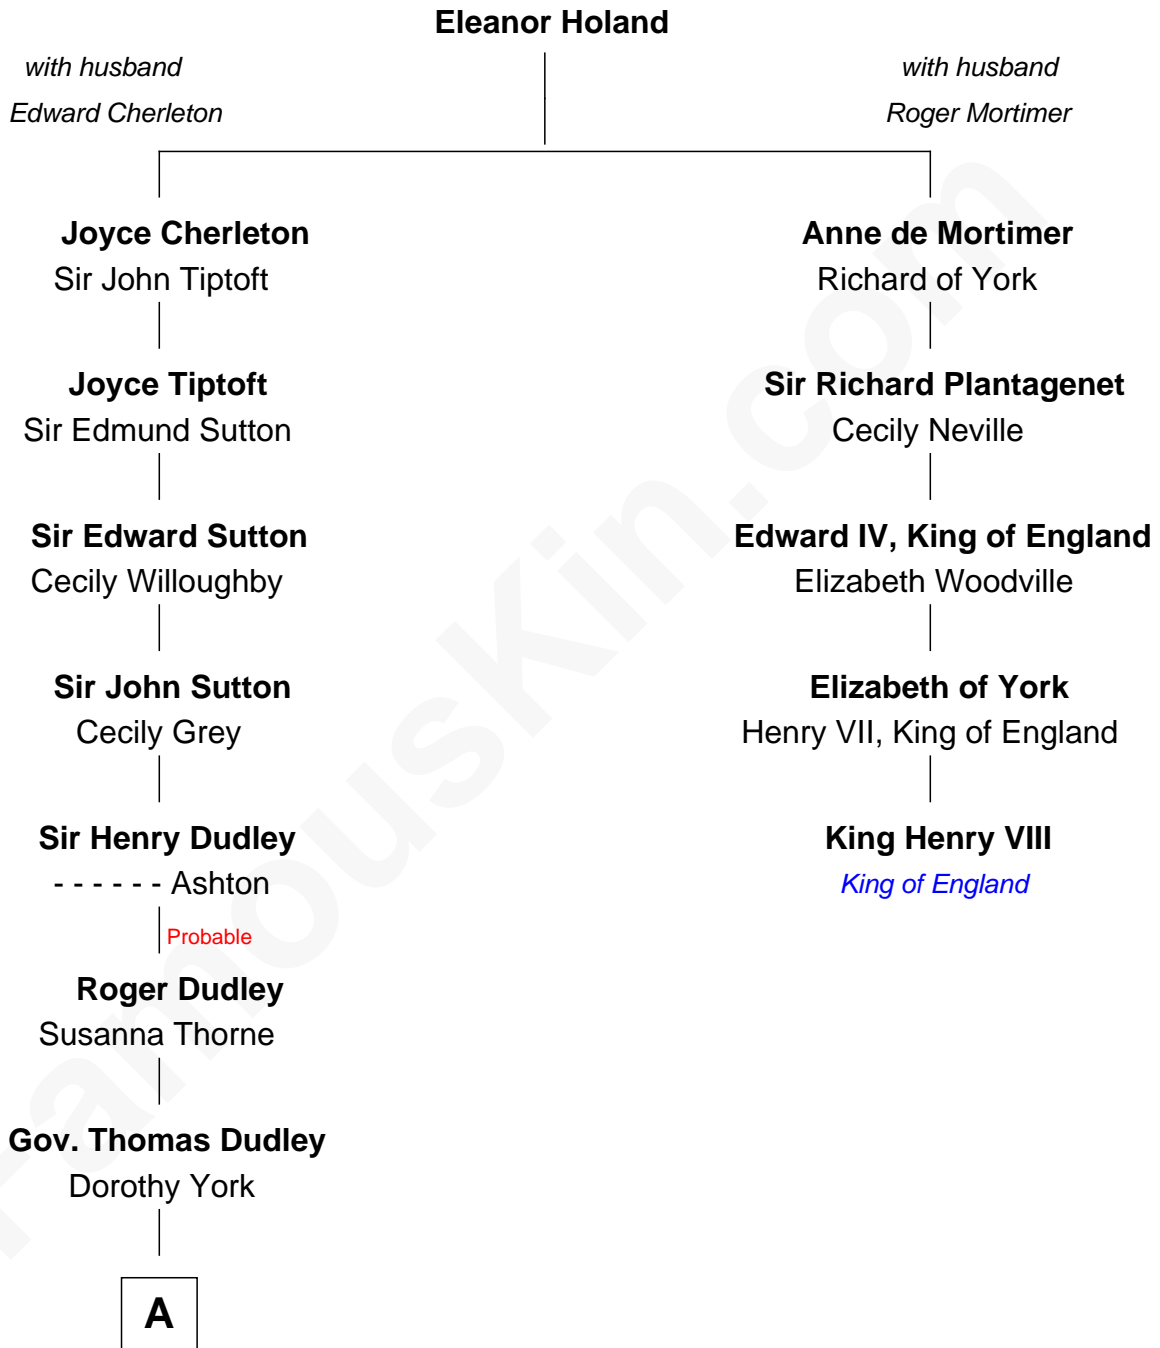 Eleanor Holand
with husband
Edward Cherleton
with husband
Roger Mortimer
Joyce Cherleton
Sir John Tiptoft
Anne de Mortimer
Richard of York
Joyce Tiptoft
Sir Edmund Sutton
Sir Richard Plantagenet
Cecily Neville
Sir Edward Sutton
Cecily Willoughby
Edward IV, King of England
Elizabeth Woodville
Sir John Sutton
Cecily Grey
Elizabeth of York
Henry VII, King of England
Sir Henry Dudley
- - - - - - Ashton
King Henry VIII
King of England
Probable
Roger Dudley
Susanna Thorne
Gov. Thomas Dudley
Dorothy York
A
FamousKin.com